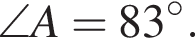 ∠A = 83°.